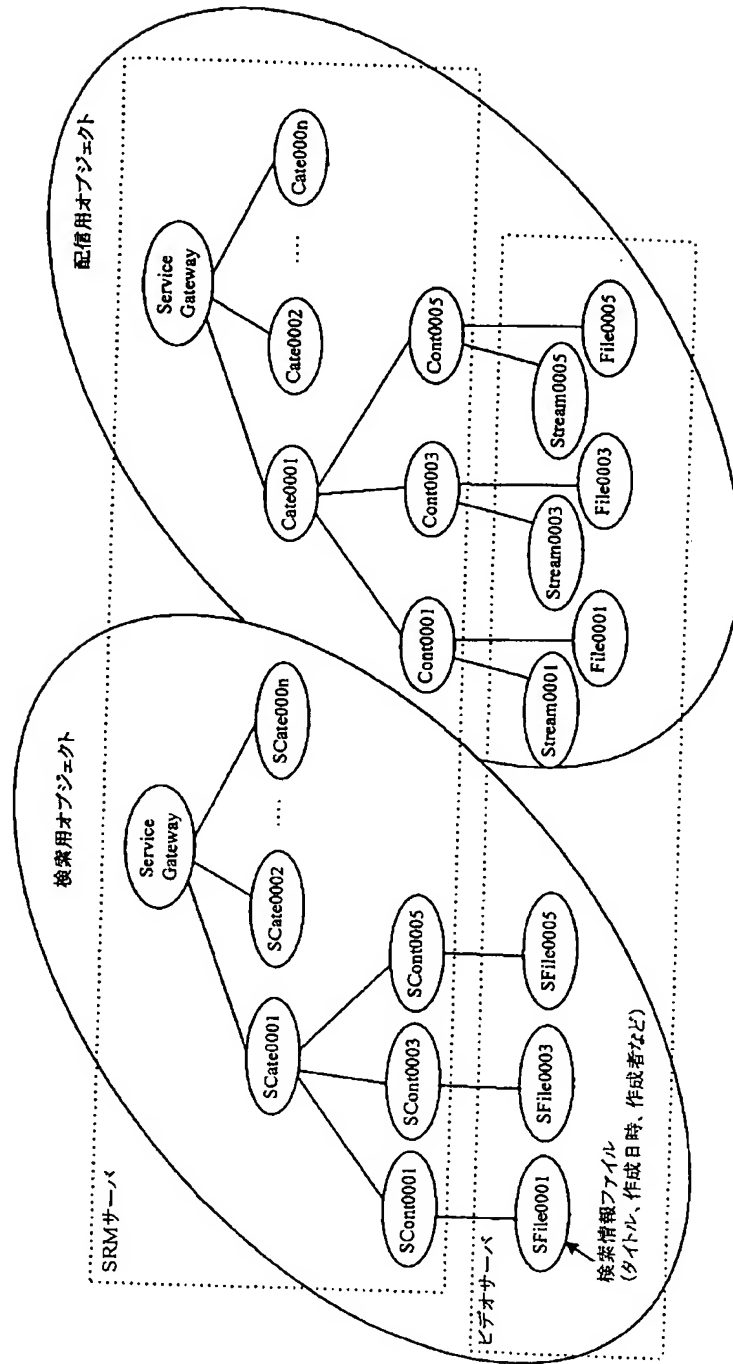 検索用オブジェクト
配信用オブジェクト
SRMサーバ
Service
Gateway
SCate0001
SCate0002
.....
SCate000n
SCont0001
SCont0003
SCont0005
ビデオサーバ
SFile0001
SFile0003
SFile0005
検索情報ファイル
(タイトル、作成日時、作成者など)
Service
Gateway
Cate0001
Cate0002
.....
Cate000n
Cont0001
Cont0003
Cont0005
Stream0001
File0001
Stream0003
File0003
Stream0005
File0005